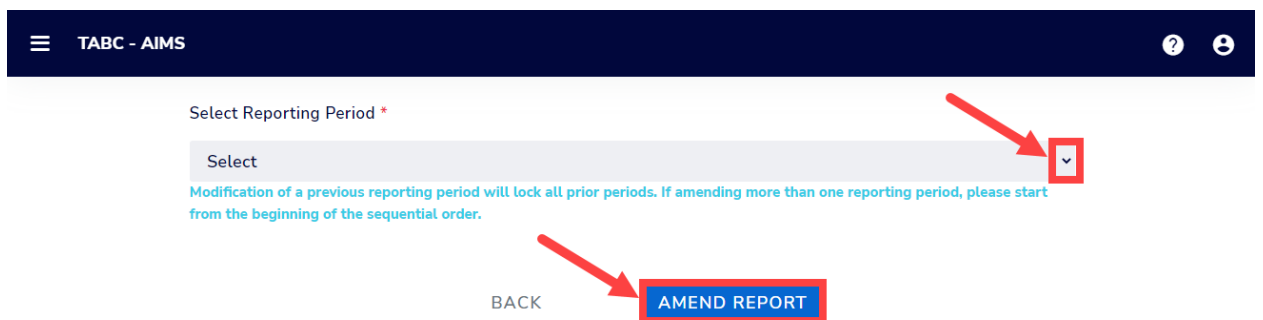 TABC - AIMS
Select Reporting Period *
Select
Modification of a previous reporting period will lock all prior periods. If amending more than one reporting period, please start
from the beginning of the sequential order.
BACK
AMEND REPORT